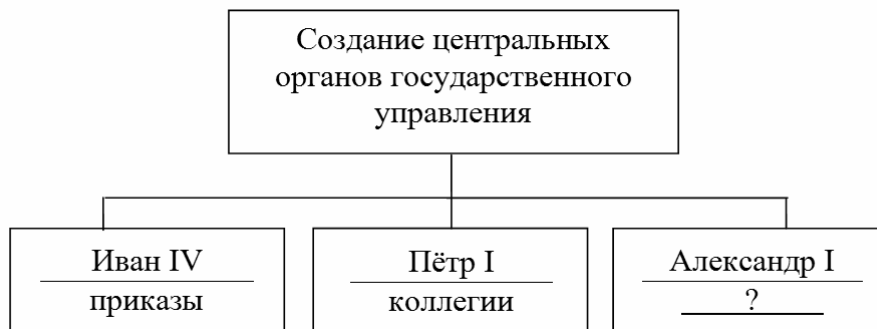 Создание центральных
органов государственного
управления
Иван IV
приказы
Пётр I
коллегии
Александр I
?